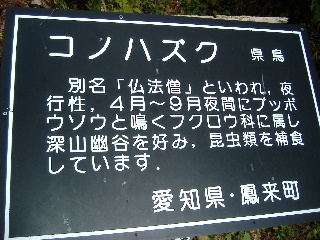 コノハズク 県鳥
別名「仏法僧」といわれ，夜
行性，4月～9月夜間にブッポ
ウソウと鳴くフクロウ科に属し
深山幽谷を好み，昆虫類を補食
しています．
愛知県・鳳来町